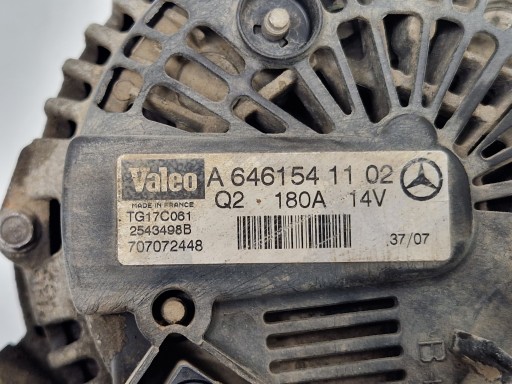 Valeo A 646154 11 02
MADE IN FRANCE Q2 · 180A 14V
TG17C061
2543498B
707072448 37/07
B+